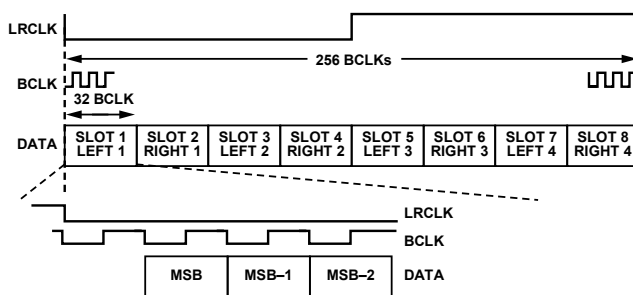 LRCLK
256 BCLKs
BCLK
32 BCLK
DATA
SLOT 1 LEFT 1
SLOT 2 RIGHT 1
SLOT 3 LEFT 2
SLOT 4 RIGHT 2
SLOT 5 LEFT 3
SLOT 6 RIGHT 3
SLOT 7 LEFT 4
SLOT 8 RIGHT 4
LRCLK
BCLK
MSB
MSB–1
MSB–2
DATA